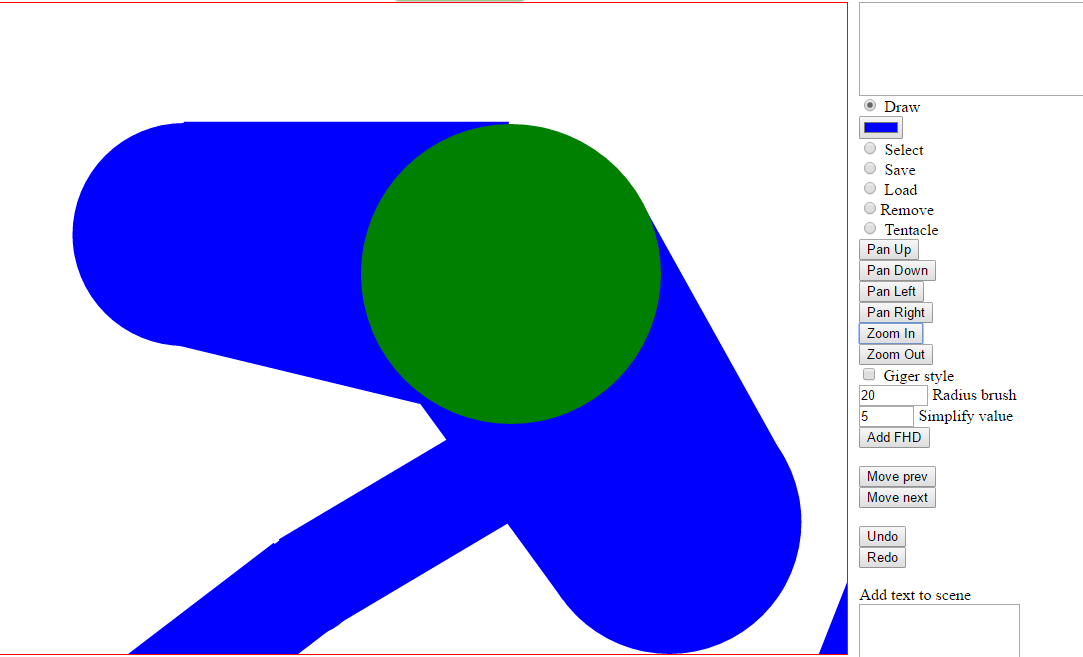 Draw
Select
Save
Load
Remove
Tentacle
Pan Up
Pan Down
Pan Left
Pan Right
Zoom In
Zoom Out
Giger style
20 Radius brush
5 Simplify value
Add FHD
Move prev
Move next
Undo
Redo
Add text to scene